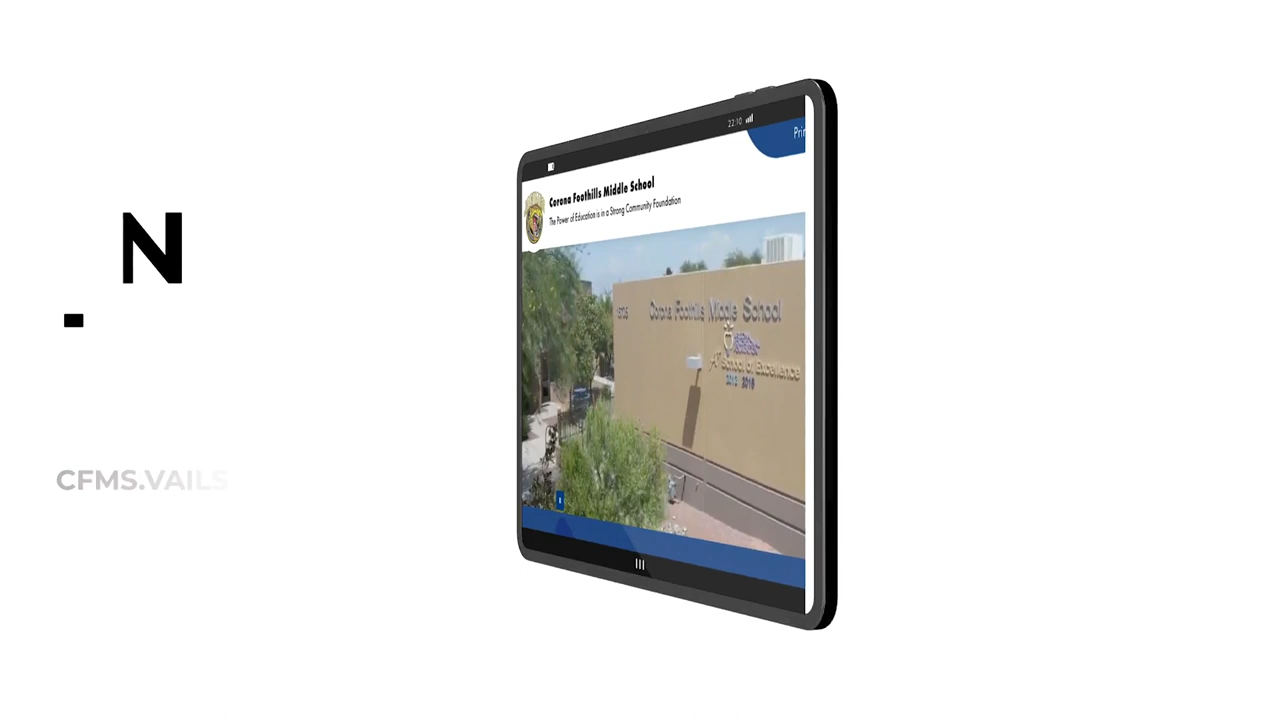 N
CFMS.VAILS
22:10
Prin
Corona Foothills Middle School
The Power of Education is in a Strong Community Foundation
Corona Foothills Middle School
A+ School of Excellence